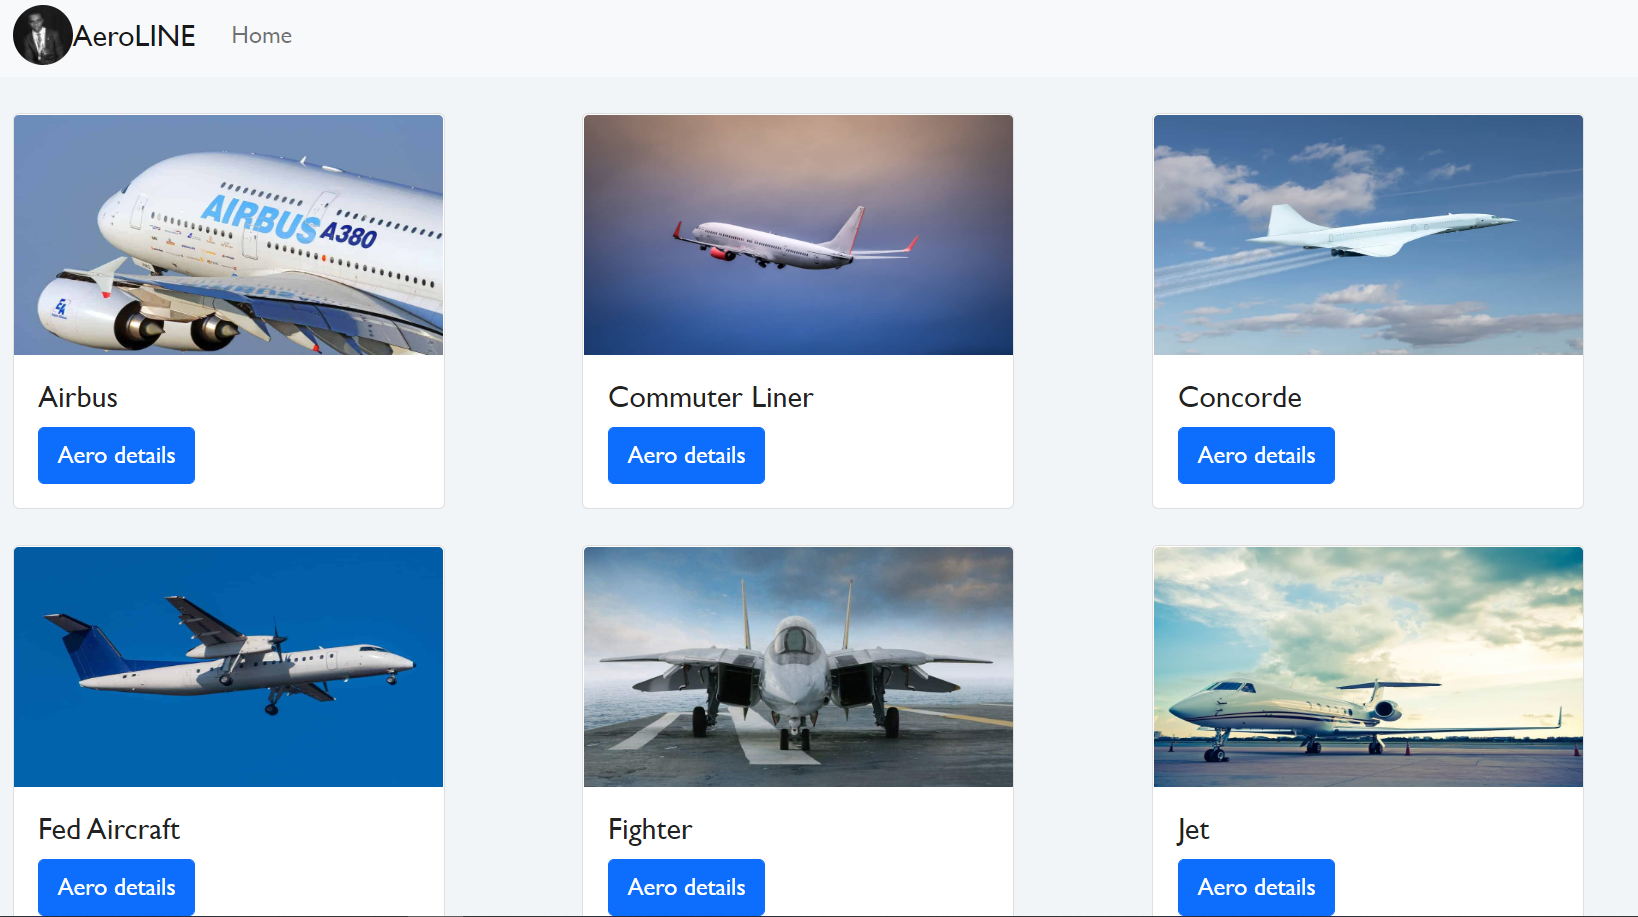 AeroLINE Home
AIRBUS A380
EA
Airbus
Aero details
Commuter Liner
Aero details
Concorde
Aero details
Fed Aircraft
Aero details
Fighter
Aero details
Jet
Aero details